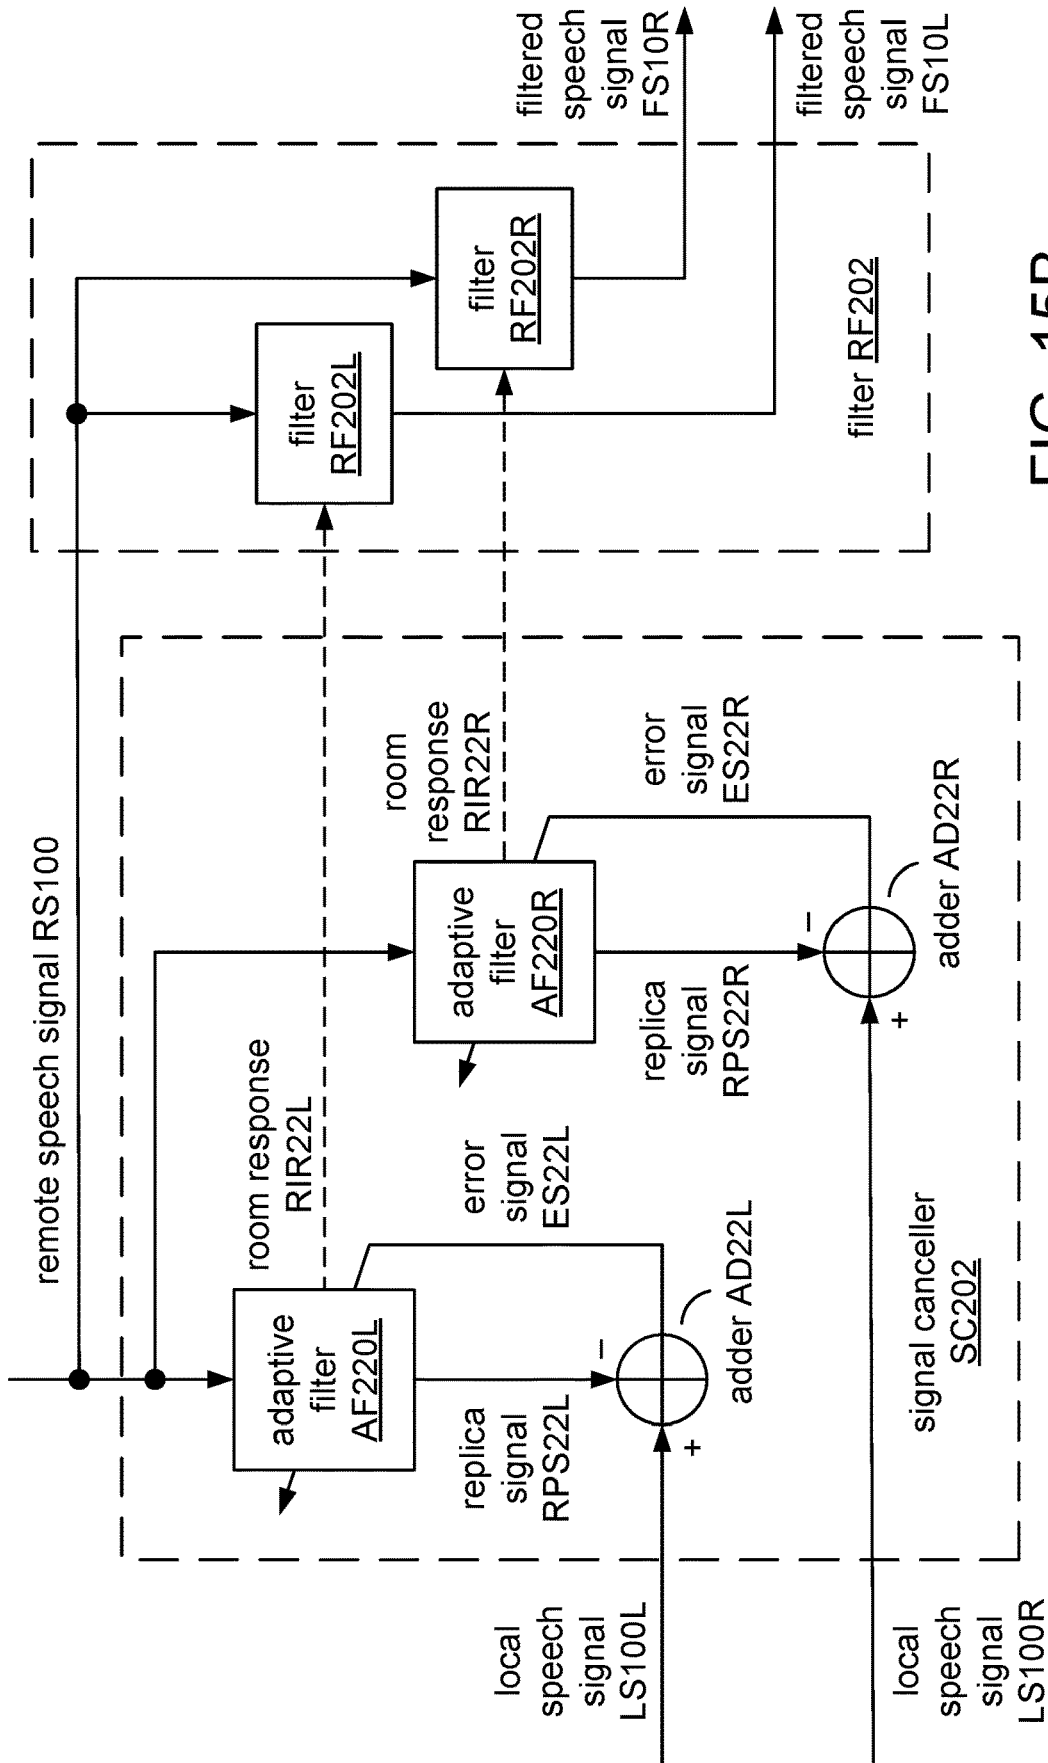 remote speech signal RS100
room response
RIR22L
adaptive
filter
AF220L
replica
signal
RPS22L
error
signal
ES22L
−
+
adder AD22L
local
speech
signal
LS100L
room
response
RIR22R
adaptive
filter
AF220R
replica
signal
RPS22R
error
signal
ES22R
−
+
adder AD22R
local
speech
signal
LS100R
signal canceller
SC202
filter
RF202L
filter
RF202R
filter RF202
filtered
speech
signal
FS10R
filtered
speech
signal
FS10L